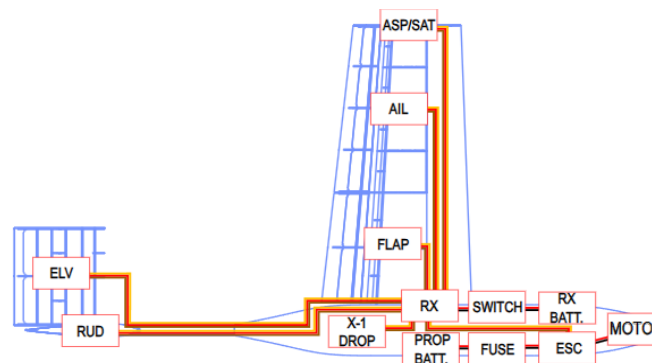 ASP/SAT
AIL
FLAP
ELV
RUD
RX
SWITCH
RX
BATT.
X-1
DROP
PROP
BATT.
FUSE
ESC
MOTO